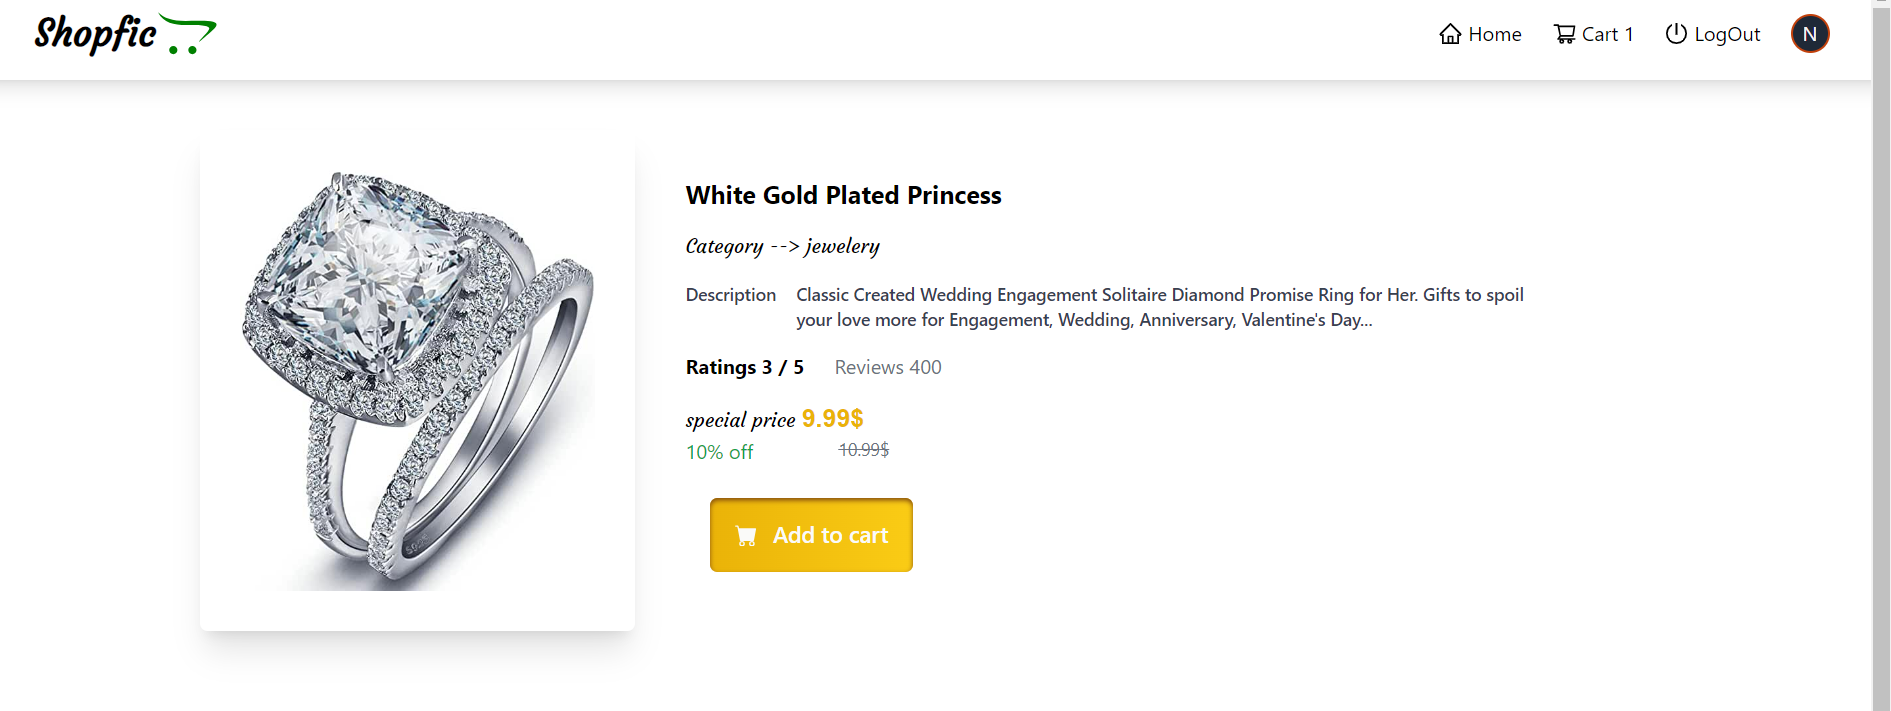 Shopfic
Home
Cart 1
LogOut
N
White Gold Plated Princess
Category --> jewelery
Description
Classic Created Wedding Engagement Solitaire Diamond Promise Ring for Her. Gifts to spoil
your love more for Engagement, Wedding, Anniversary, Valentine's Day...
Ratings 3 / 5
Reviews 400
special price 9.99$
10% off
10.99$
Add to cart